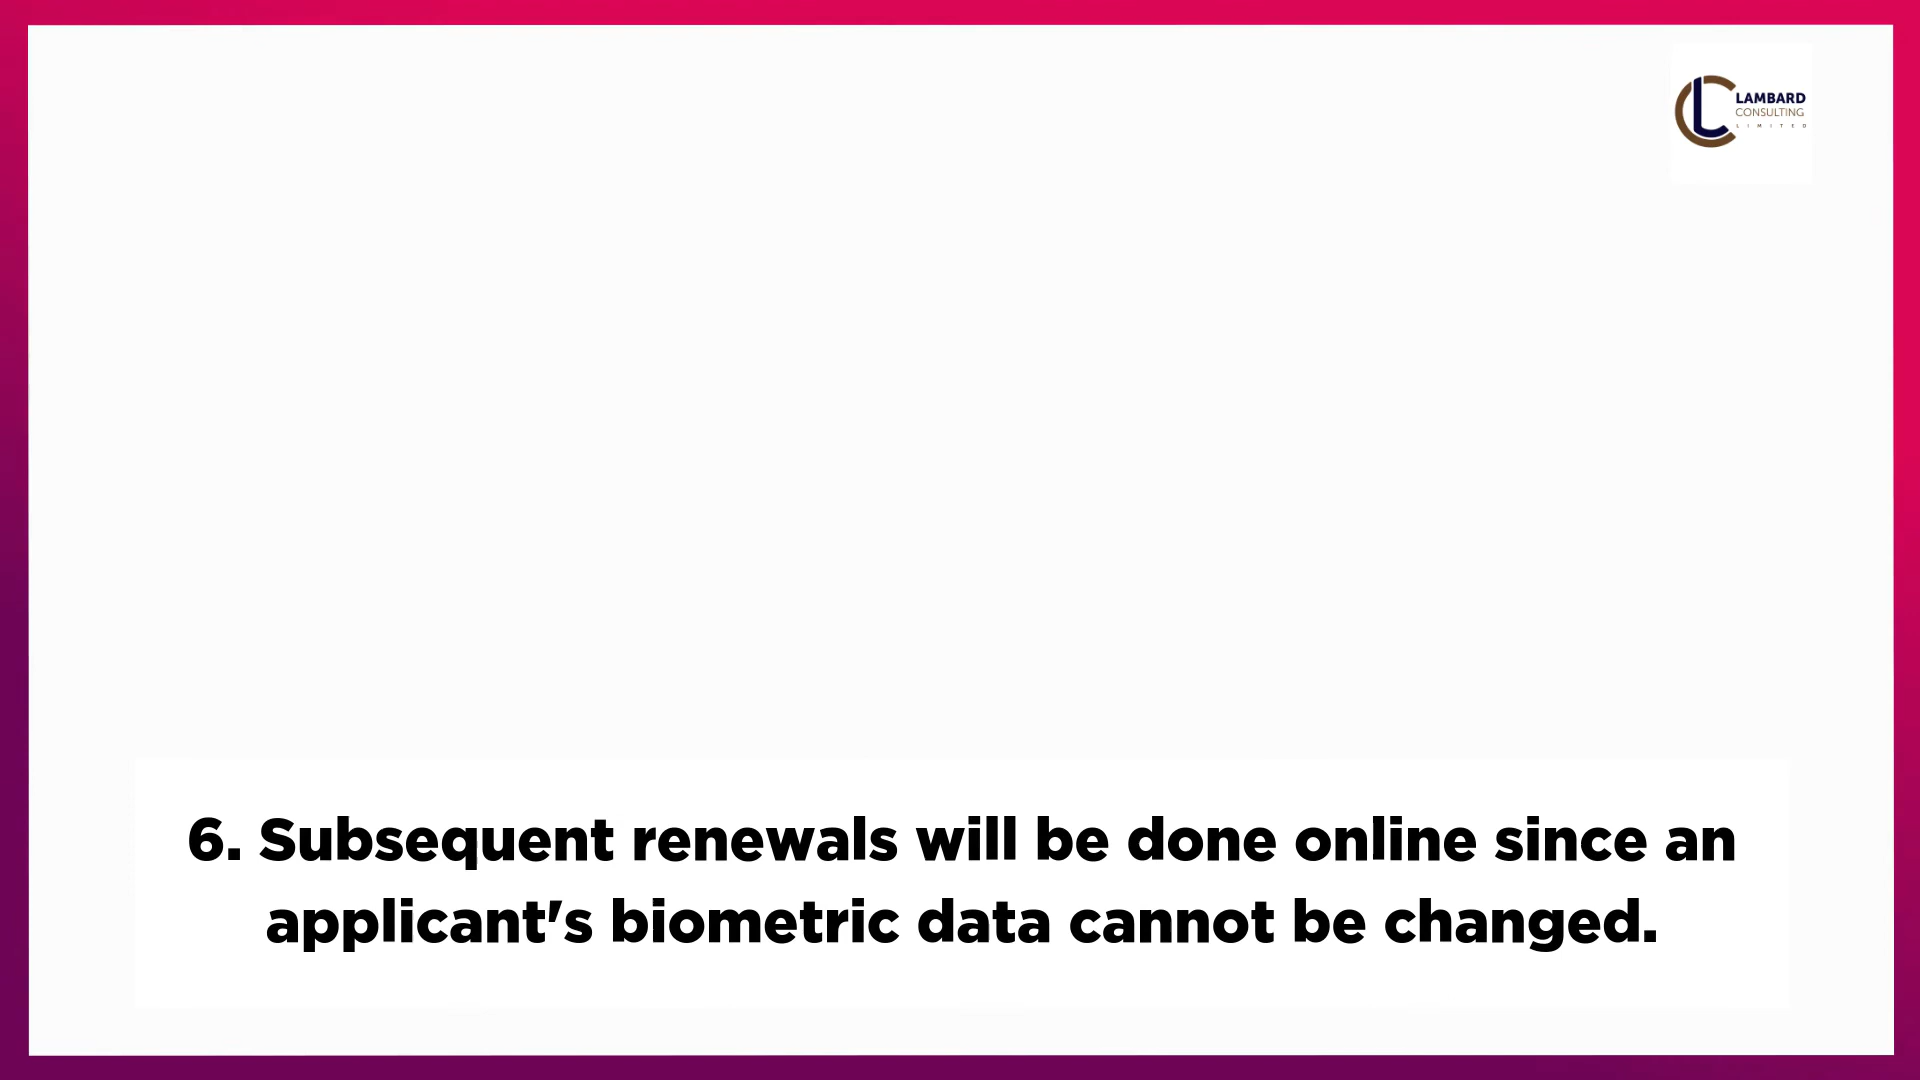 LAMBARD
CONSULTING
LIMITED
6. Subsequent renewals will be done online since an
applicant's biometric data cannot be changed.